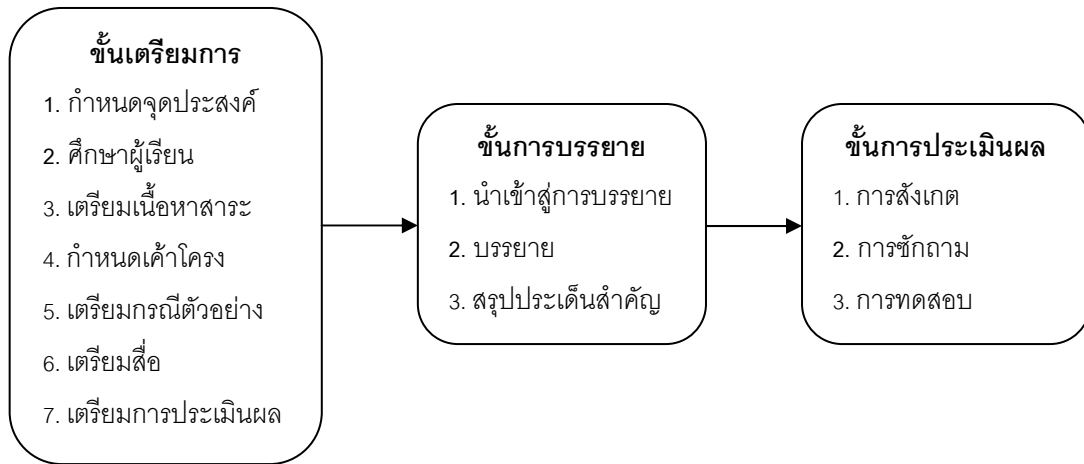 ขั้นเตรียมการ
1. กำหนดจุดประสงค์
2. ศึกษาผู้เรียน
3. เตรียมเนื้อหาสาระ
4. กำหนดเค้าโครง
5. เตรียมกรณีตัวอย่าง
6. เตรียมสื่อ
7. เตรียมการประเมินผล
ขั้นการบรรยาย
1. นำเข้าสู่การบรรยาย
2. บรรยาย
3. สรุปประเด็นสำคัญ
ขั้นการประเมินผล
1. การสังเกต
2. การซักถาม
3. การทดสอบ